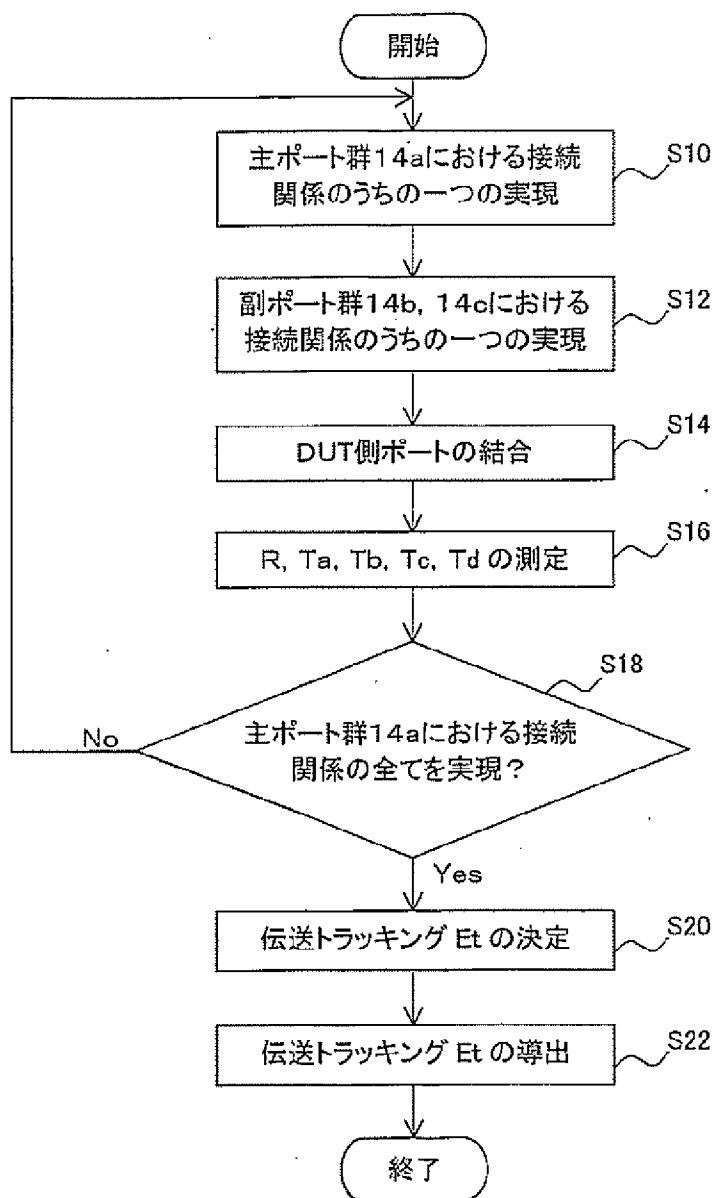 開始
主ポート群14aにおける接続
関係のうちの一つの実現
S10
副ポート群14b, 14cにおける
接続関係のうちの一つの実現
S12
DUT側ポートの結合
S14
R, Ta, Tb, Tc, Td の測定
S16
主ポート群14aにおける接続
関係の全てを実現?
S18
No
Yes
伝送トラッキング Et の決定
S20
伝送トラッキング Et の導出
S22
終了